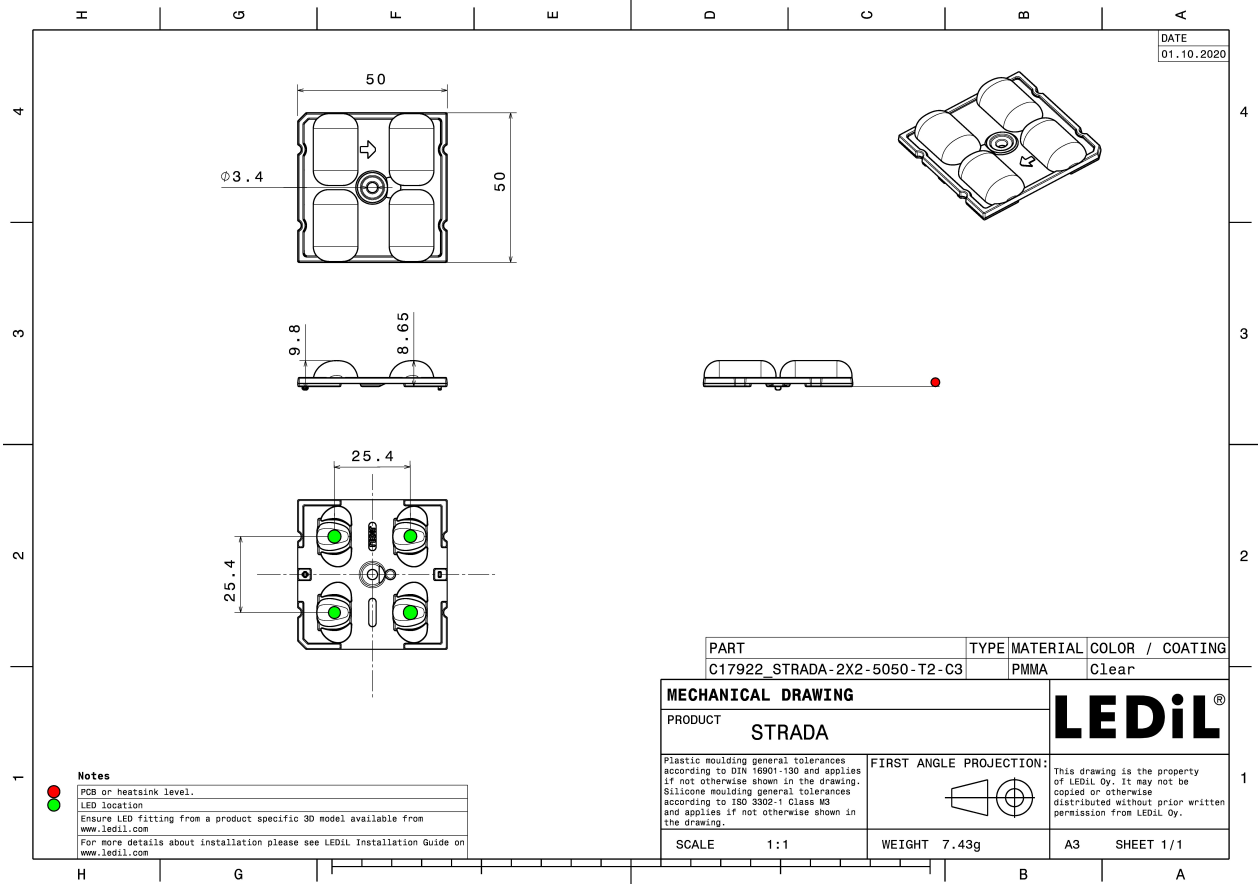 H G F E D C B A
DATE
01.10.2020
4 4
50
50
Ø3.4
3 3
9.8
8.65
25.4
2 2
25.4
PART TYPE MATERIAL COLOR / COATING
C17922_STRADA-2X2-5050-T2-C3 PMMA Clear
MECHANICAL DRAWING
LEDiL®
PRODUCT
STRADA
Plastic moulding general tolerances
according to DIN 16901-130 and applies
if not otherwise shown in the drawing.
Silicone moulding general tolerances
according to ISO 3302-1 Class M3
and applies if not otherwise shown in
the drawing.
FIRST ANGLE PROJECTION:
This drawing is the property
of LEDiL Oy. It may not be
copied or otherwise
distributed without prior written
permission from LEDiL Oy.
1 1
Notes
PCB or heatsink level.
LED location
Ensure LED fitting from a product specific 3D model available from
www.ledil.com
For more details about installation please see LEDiL Installation Guide on
www.ledil.com
SCALE 1:1 WEIGHT 7.43g A3 SHEET 1/1
H G B A